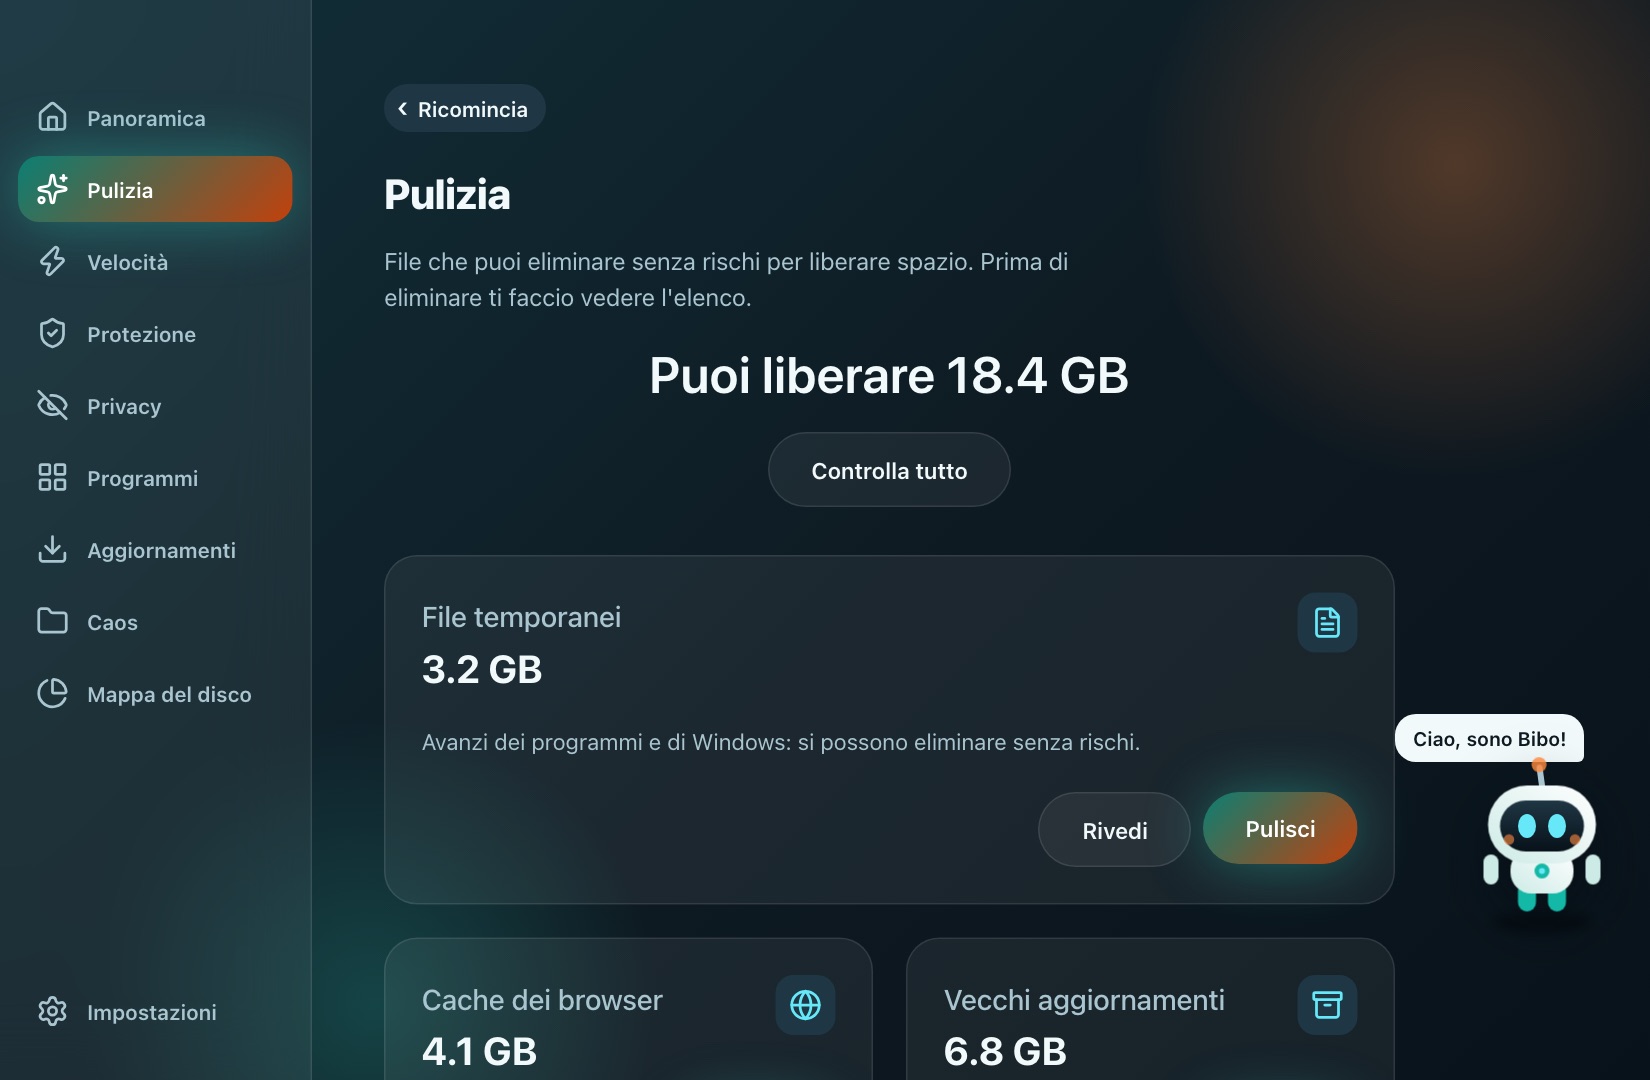 Panoramica
Pulizia
Velocità
Protezione
Privacy
Programmi
Aggiornamenti
Caos
Mappa del disco
Impostazioni
Ricomincia
Pulizia
File che puoi eliminare senza rischi per liberare spazio. Prima di
eliminare ti faccio vedere l'elenco.
Puoi liberare 18.4 GB
Controlla tutto
File temporanei
3.2 GB
Avanzi dei programmi e di Windows: si possono eliminare senza rischi.
Rivedi
Pulisci
Ciao, sono Bibo!
Cache dei browser
4.1 GB
Vecchi aggiornamenti
6.8 GB